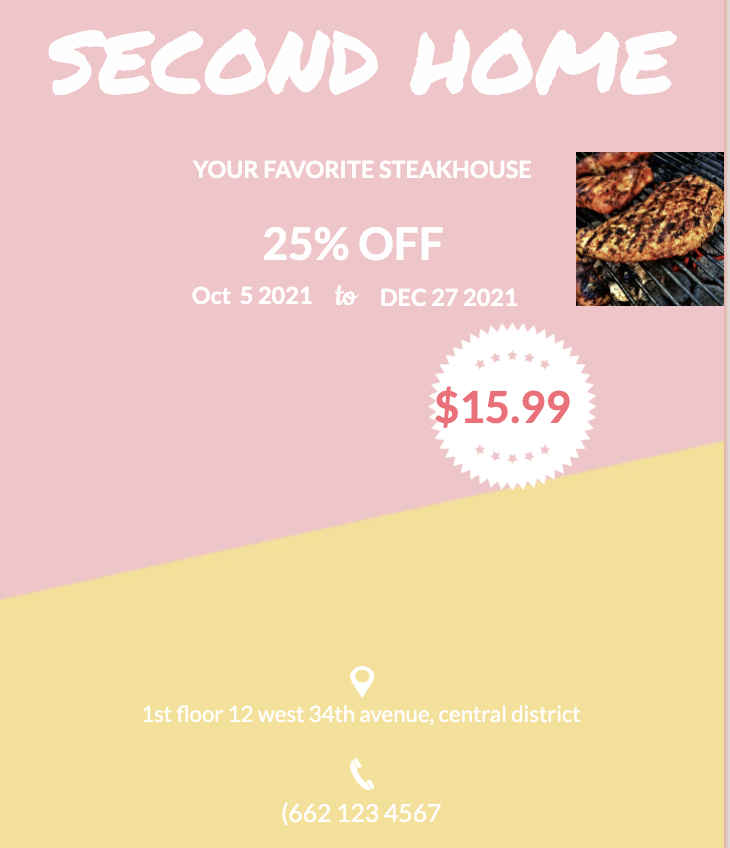 SECOND HOME
YOUR FAVORITE STEAKHOUSE
25% OFF
Oct 5 2021 to DEC 27 2021
$15.99
1st floor 12 west 34th avenue, central district
(662 123 4567